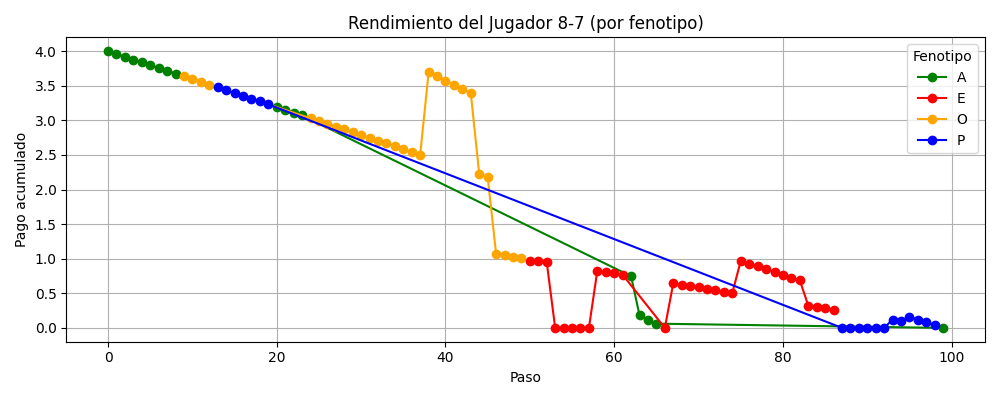 Rendimiento del Jugador 8-7 (por fenotipo)
Pago acumulado
4.0
3.5
3.0
2.5
2.0
1.5
1.0
0.5
0.0
Fenotipo
A
E
O
P
0 20 40 60 80 100
Paso